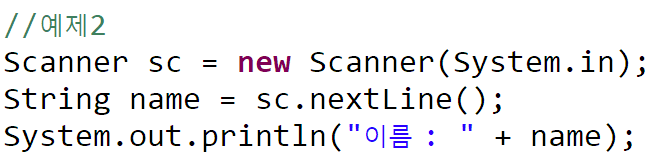 //예제2
Scanner sc = new Scanner(System.in);
String name = sc.nextLine();
System.out.println("이름 : " + name);